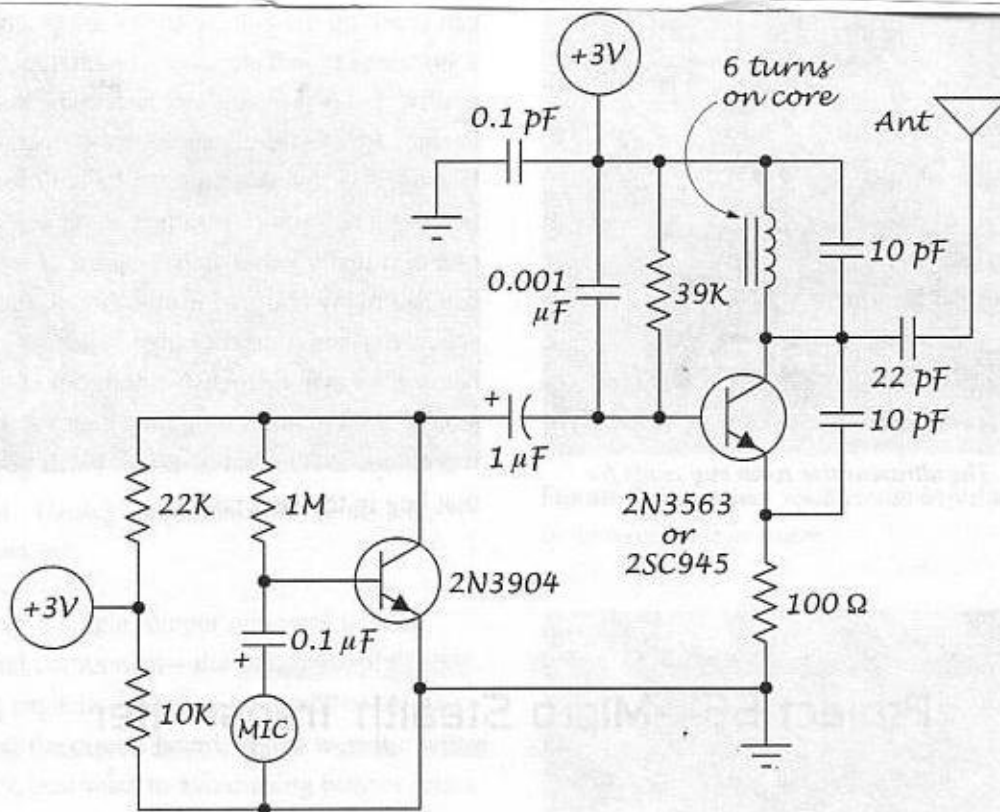 +3V
6 turns
on core
Ant
0.1 pF
10 pF
0.001
µF
39K
22 pF
10 pF
+
1 µF
22K
1M
2N3563
or
2SC945
2N3904
+3V
100 Ω
0.1 µF
+
10K
MIC